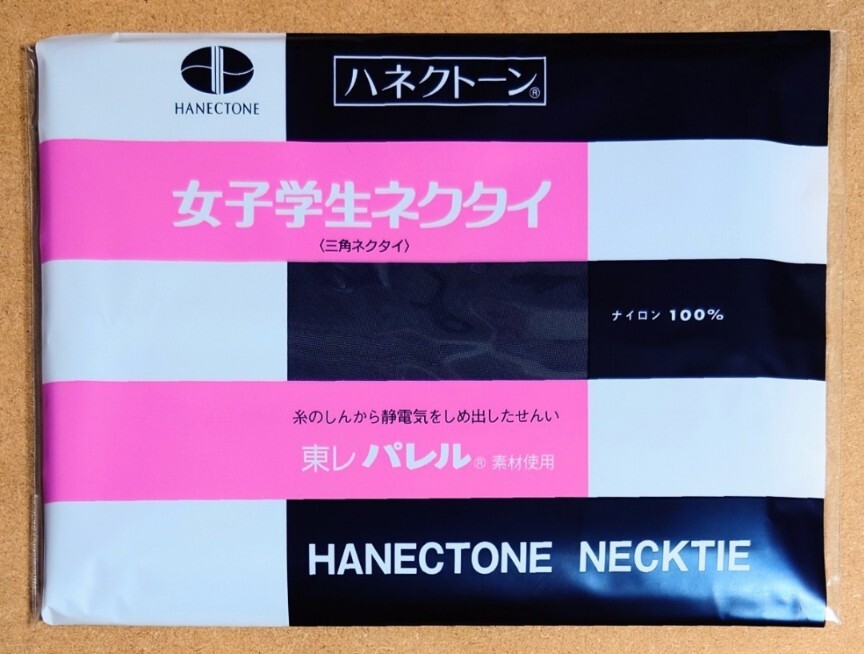 HANECTONE
ハネクトーン®
女子学生ネクタイ
〈三角ネクタイ〉
ナイロン 100%
糸のしんから静電気をしめ出したせんい
東レ パレル® 素材使用
HANECTONE NECKTIE